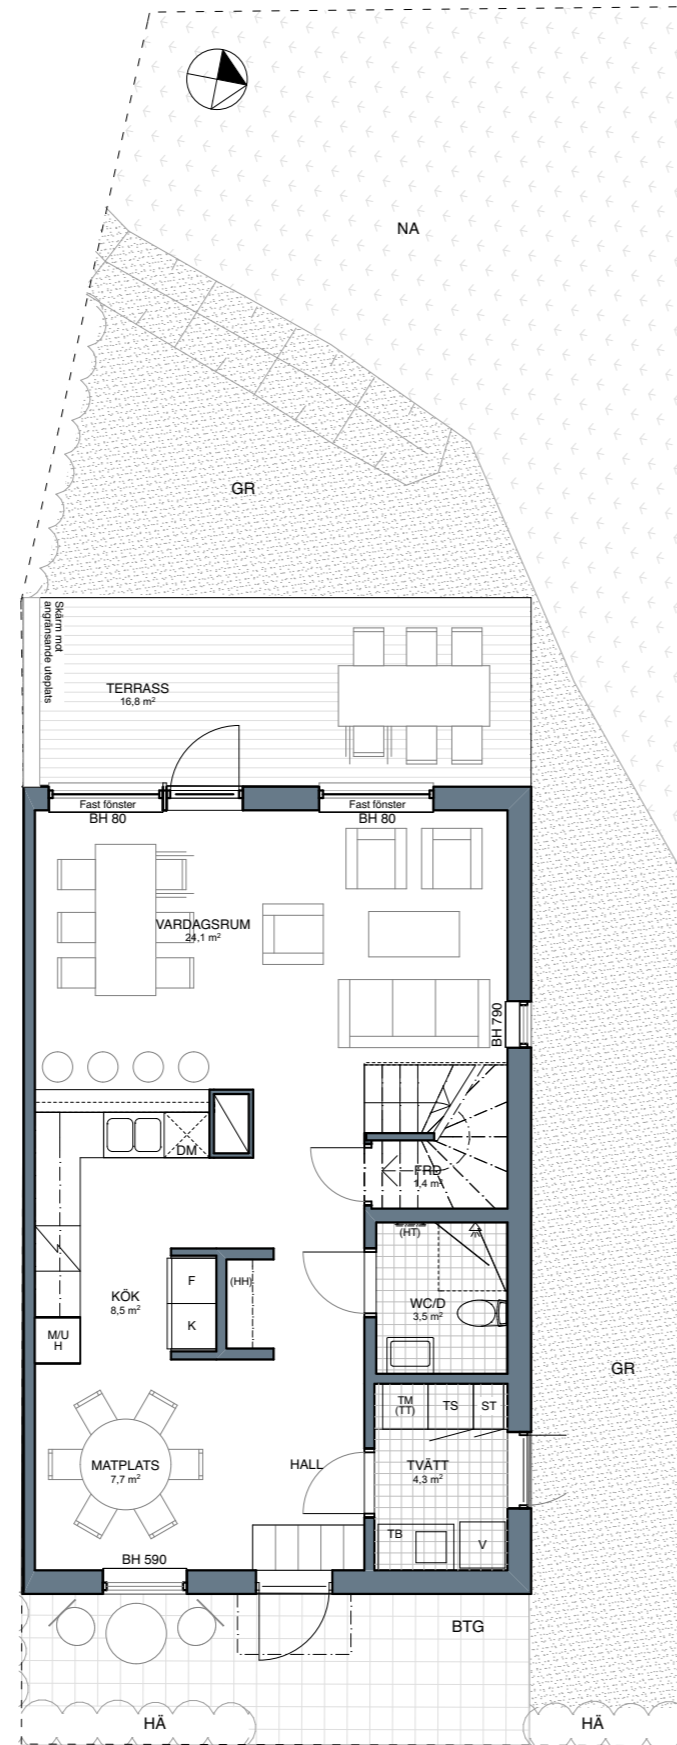 NA
GR
Skärm mot
angränsande uteplats
TERRASS
16,8 m²
Fast fönster
BH 80
Fast fönster
BH 80
VARDAGSRUM
24,1 m²
BH 790
DM
FRD
1,4 m²
(HT)
KÖK
8,5 m²
F
K
(HH)
WC/D
3,5 m²
M/U
H
GR
TM
(TT)
TS
ST
MATPLATS
7,7 m²
HALL
TVÄTT
4,3 m²
TB
V
BH 590
BTG
HÄ
HÄ